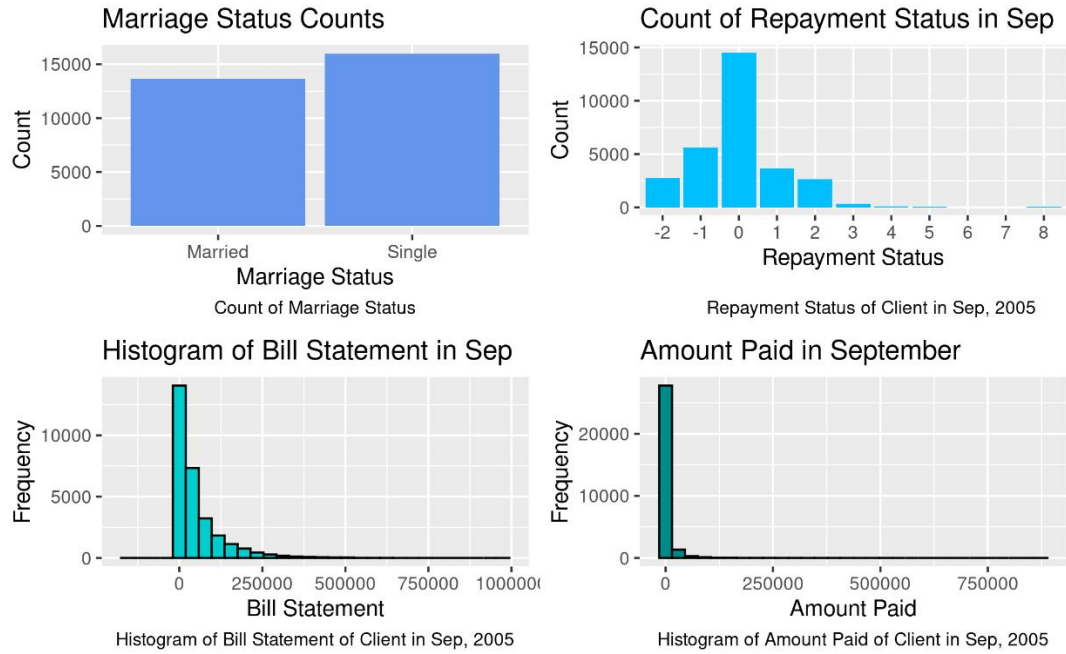 Marriage Status Counts
15000
10000
5000
0
Count
Married Single
Marriage Status
Count of Marriage Status
Count of Repayment Status in Sep
15000
10000
5000
0
Count
-2 -1 0 1 2 3 4 5 6 7 8
Repayment Status
Repayment Status of Client in Sep, 2005
Histogram of Bill Statement in Sep
10000
5000
0
Frequency
0 250000 500000 750000 100000
Bill Statement
Histogram of Bill Statement of Client in Sep, 2005
Amount Paid in September
20000
10000
0
Frequency
0 250000 500000 750000
Amount Paid
Histogram of Amount Paid of Client in Sep, 2005